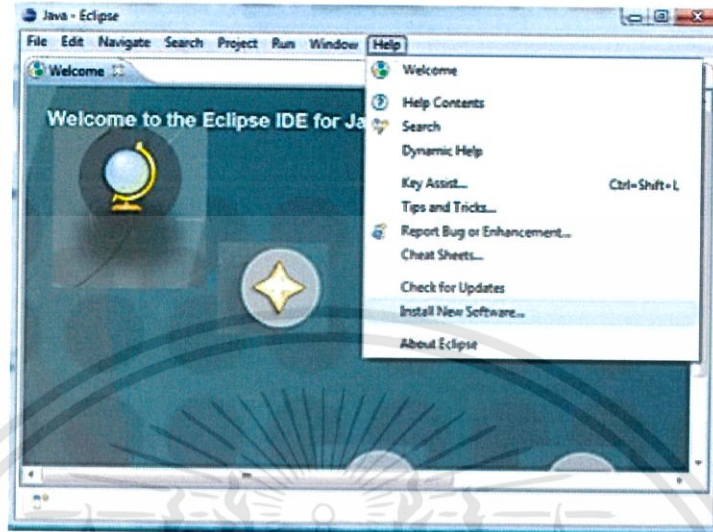 Java - Eclipse
File Edit Navigate Search Project Run Window Help
Welcome
Welcome to the Eclipse IDE for Ja
Welcome
Help Contents
Search
Dynamic Help
Key Assist... Ctrl+Shift+L
Tips and Tricks...
Report Bug or Enhancement...
Cheat Sheets...
Check for Updates
Install New Software...
About Eclipse